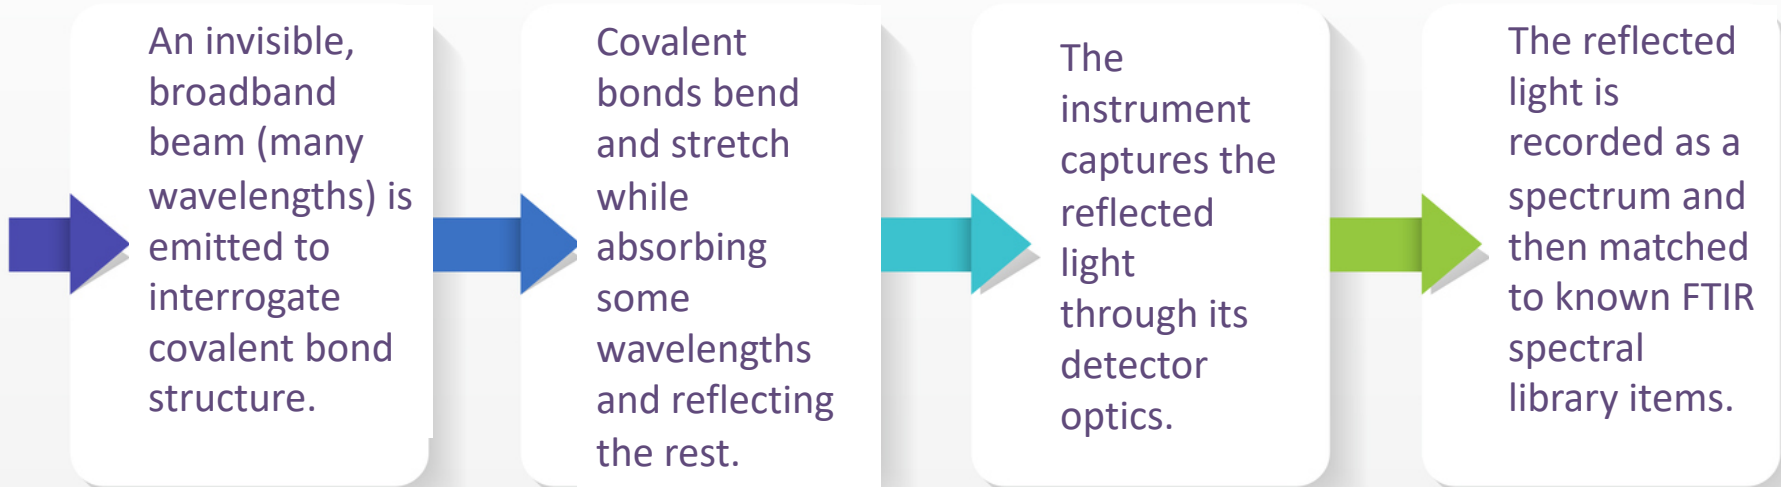 An invisible,
broadband
beam (many
wavelengths) is
emitted to
interrogate
covalent bond
structure.
Covalent
bonds bend
and stretch
while
absorbing
some
wavelengths
and reflecting
the rest.
The
instrument
captures the
reflected
light
through its
detector
optics.
The reflected
light is
recorded as a
spectrum and
then matched
to known FTIR
spectral
library items.